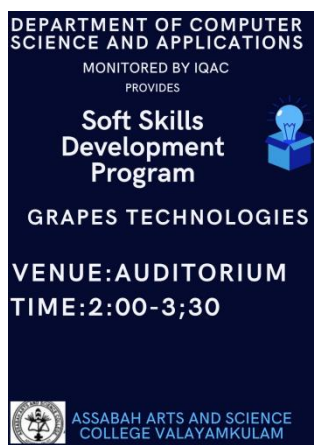 DEPARTMENT OF COMPUTER
SCIENCE AND APPLICATIONS
MONITORED BY IQAC
PROVIDES
Soft Skills
Development
Program
GRAPES TECHNOLOGIES
VENUE:AUDITORIUM
TIME:2:00-3;30
ASSABAH ARTS AND SCIENCE
COLLEGE VALAYAMKULAM